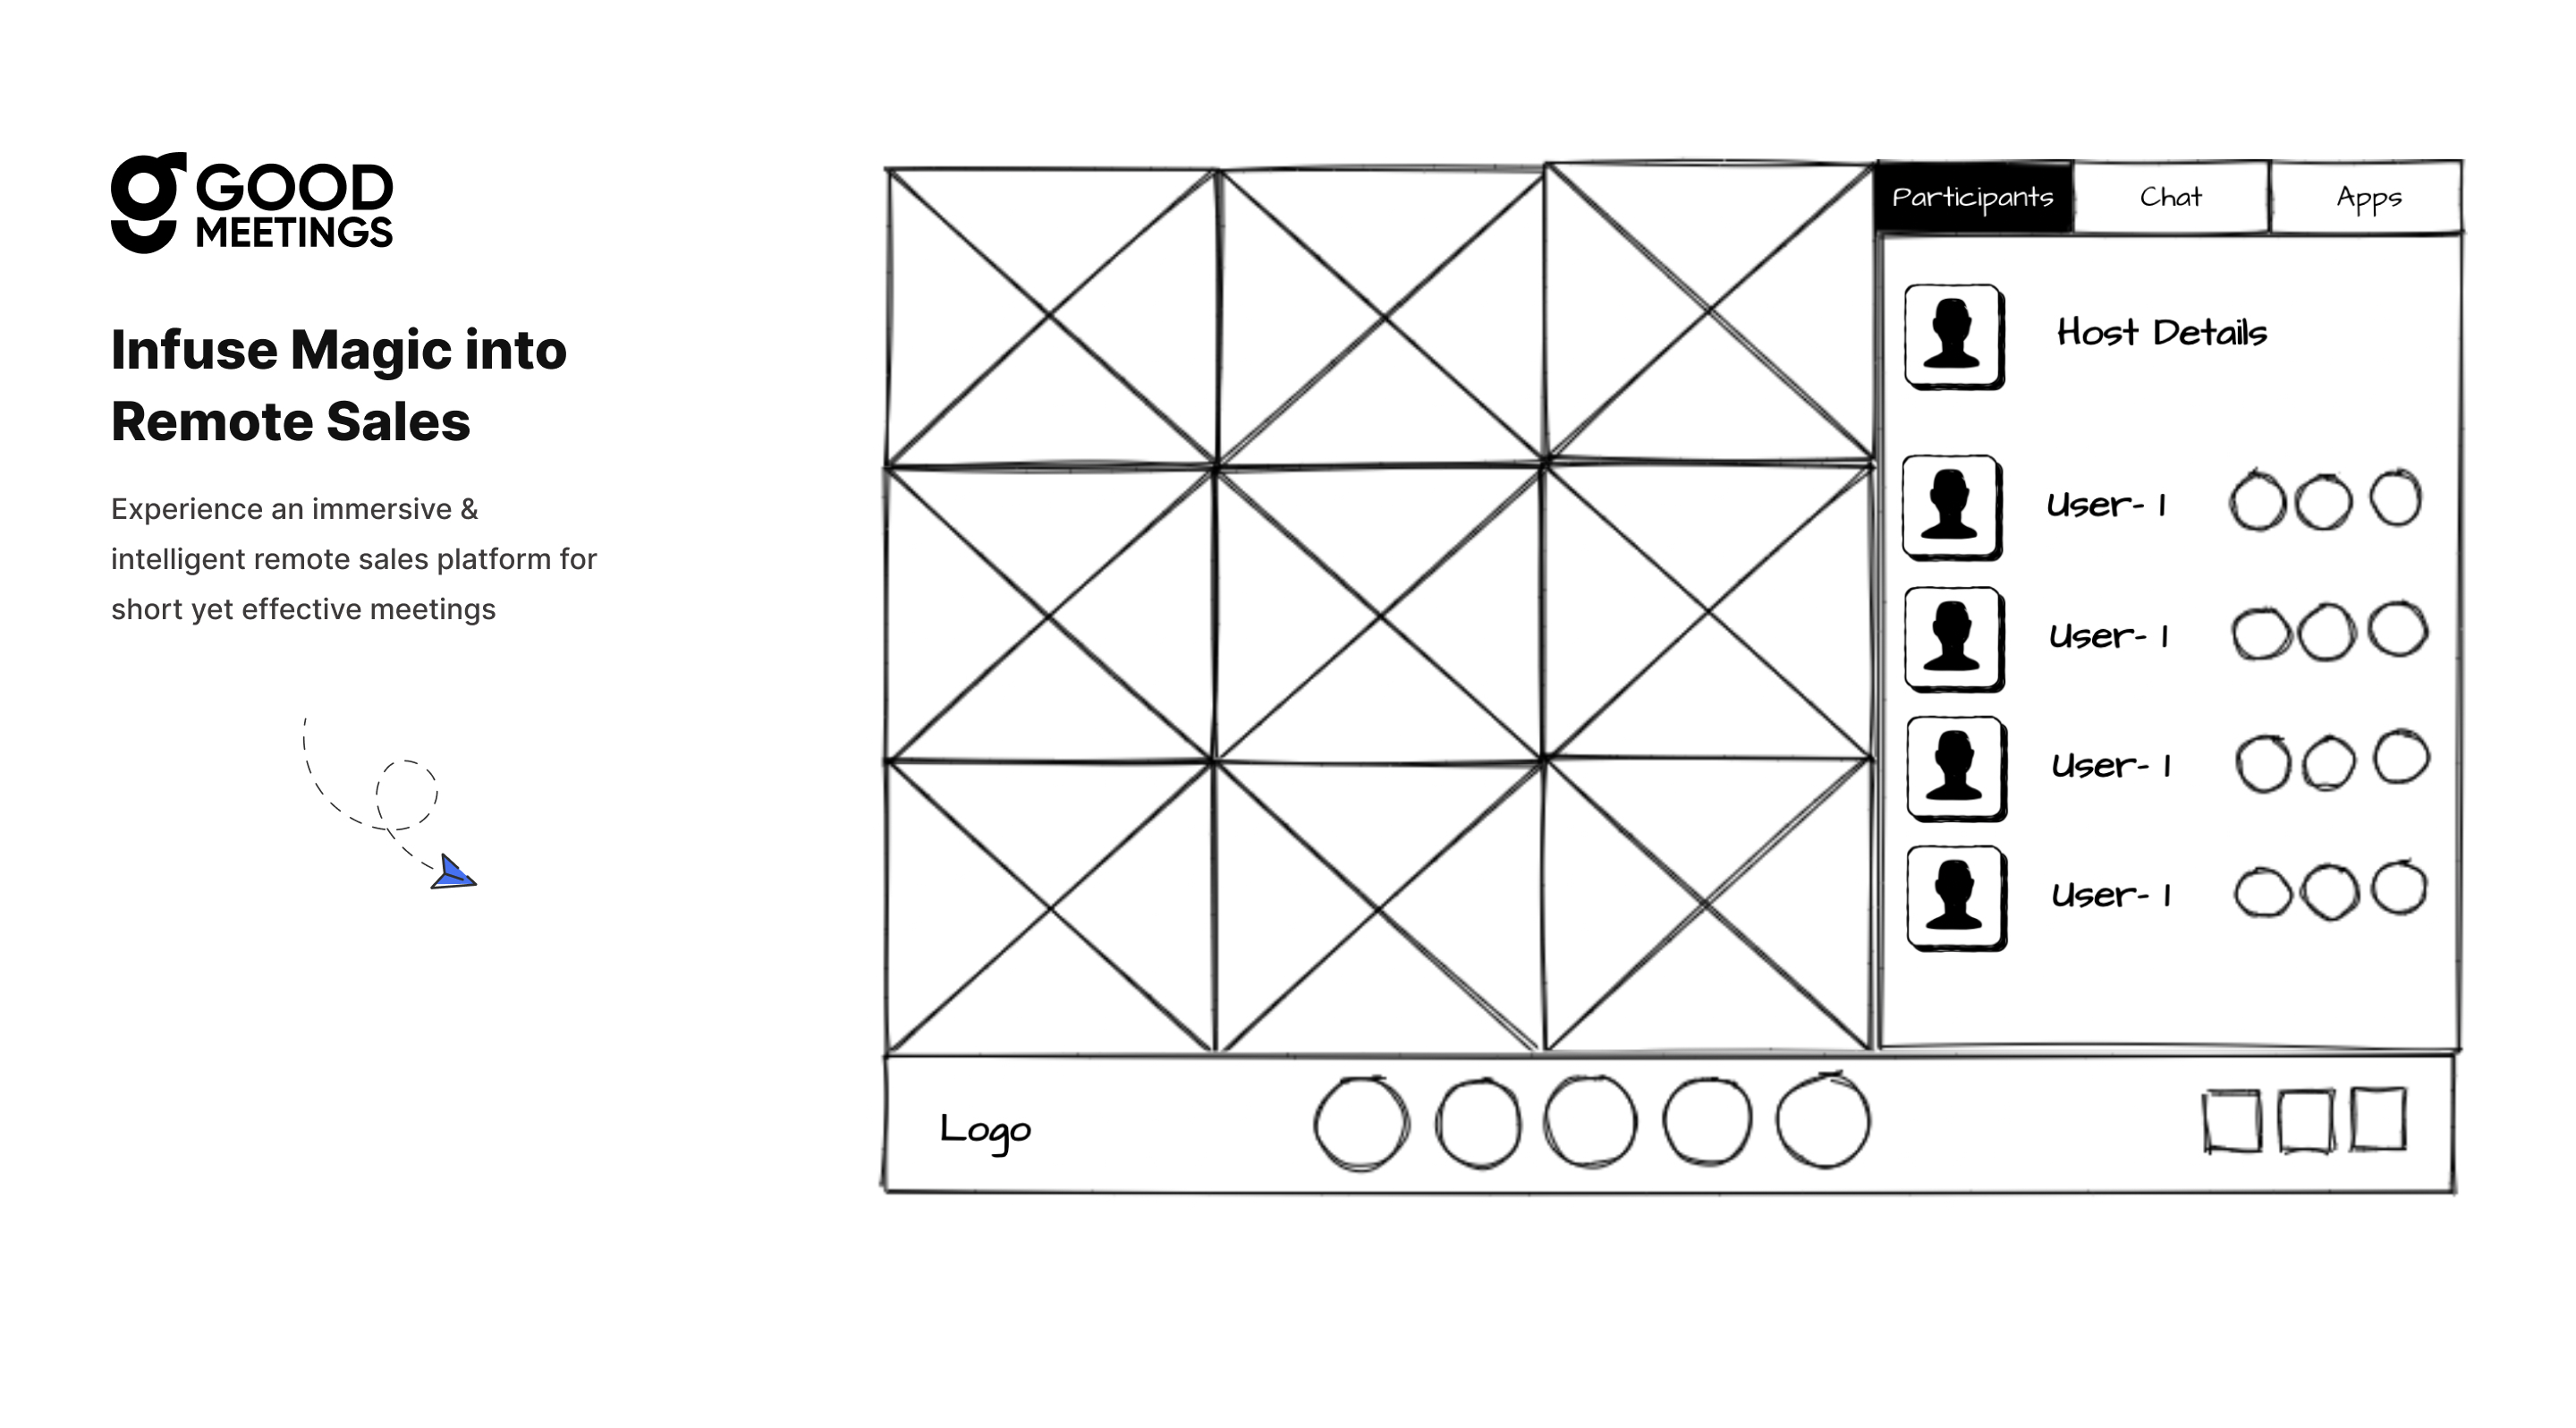 GOOD
MEETINGS
Infuse Magic into
Remote Sales
Experience an immersive &
intelligent remote sales platform for
short yet effective meetings
Participants
Chat
Apps
Host Details
User- 1
User- 1
User- 1
User- 1
Logo